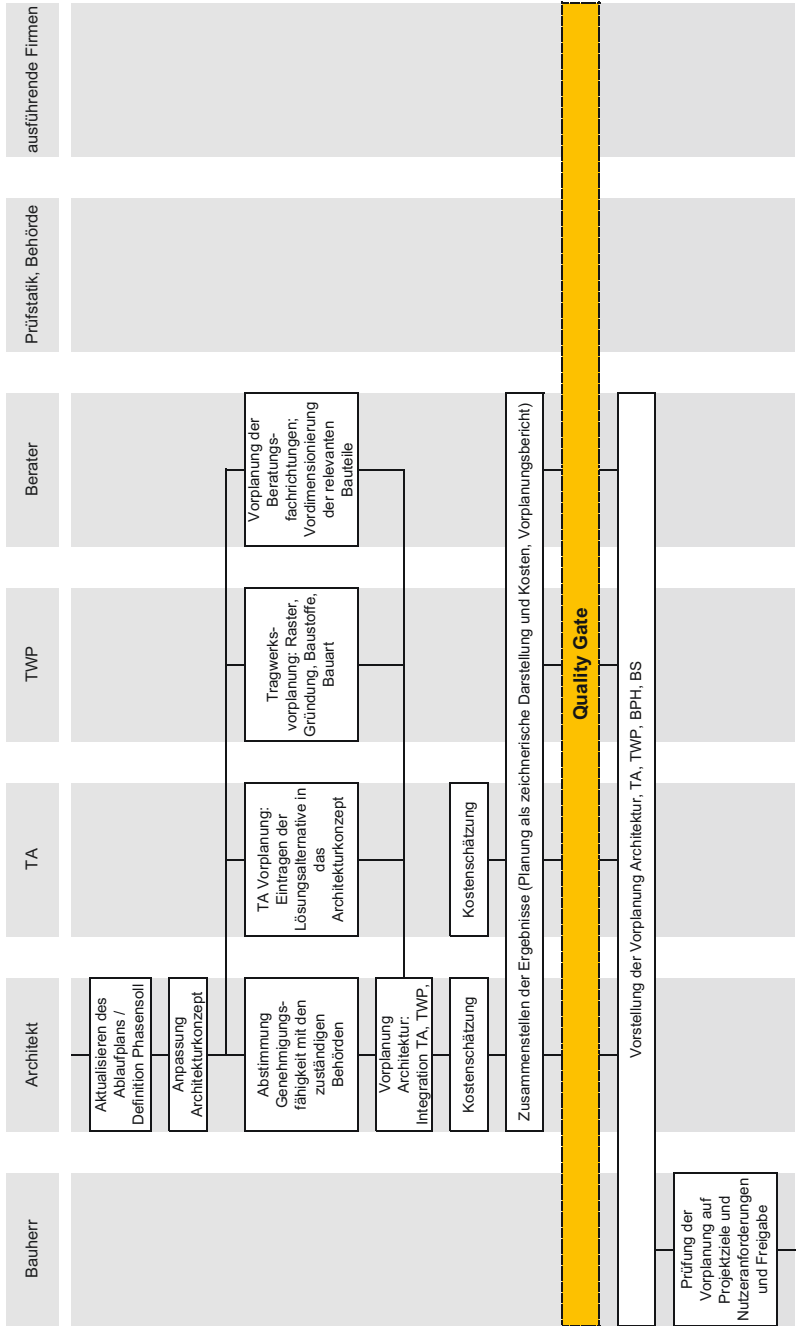 Bauherr
Architekt
TA
TWP
Berater
Prüfstatik, Behörde
ausführende Firmen
Aktualisieren des
Ablaufplans /
Definition Phasensoll
Anpassung
Architekturkonzept
Abstimmung
Genehmigungs-
fähigkeit mit den
zuständigen
Behörden
TA Vorplanung:
Eintragen der
Lösungsalternative in
das
Architekturkonzept
Tragwerks-
vorplanung: Raster,
Gründung, Baustoffe,
Bauart
Vorplanung der
Beratungs-
fachrichtungen;
Vordimensionierung
der relevanten
Bauteile
Vorplanung
Architektur:
Integration TA, TWP,
Kostenschätzung
Kostenschätzung
Zusammenstellen der Ergebnisse (Planung als zeichnerische Darstellung und Kosten, Vorplanungsbericht)
Quality Gate
Vorstellung der Vorplanung Architektur, TA, TWP, BPH, BS
Prüfung der
Vorplanung auf
Projektziele und
Nutzeranforderungen
und Freigabe